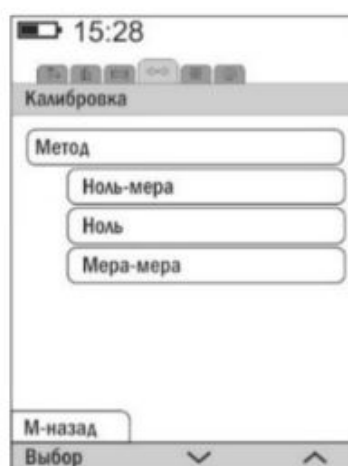 15:28
Калибровка
Метод
Ноль-мера
Ноль
Мера-мера
М-назад
Выбор